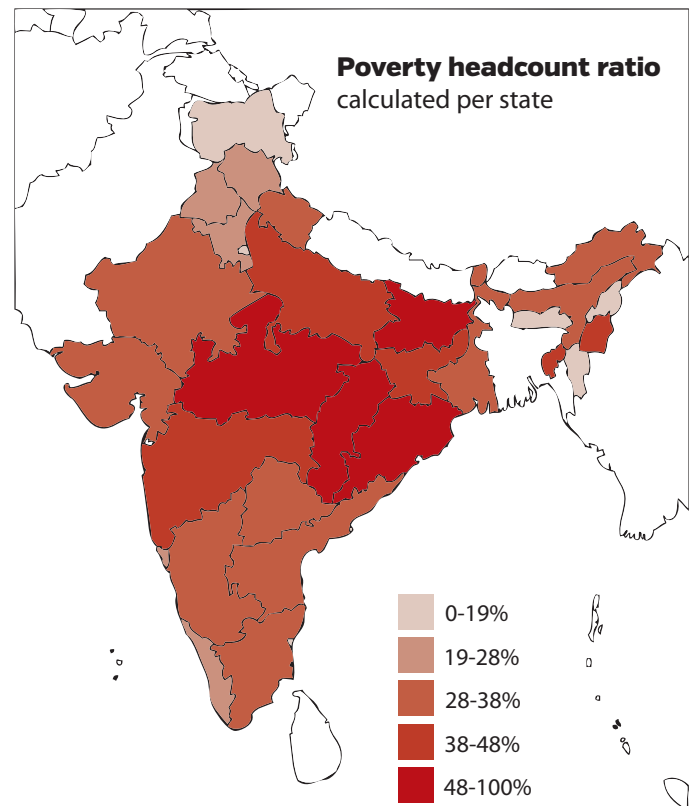 Poverty headcount ratio
calculated per state
0-19%
19-28%
28-38%
38-48%
48-100%